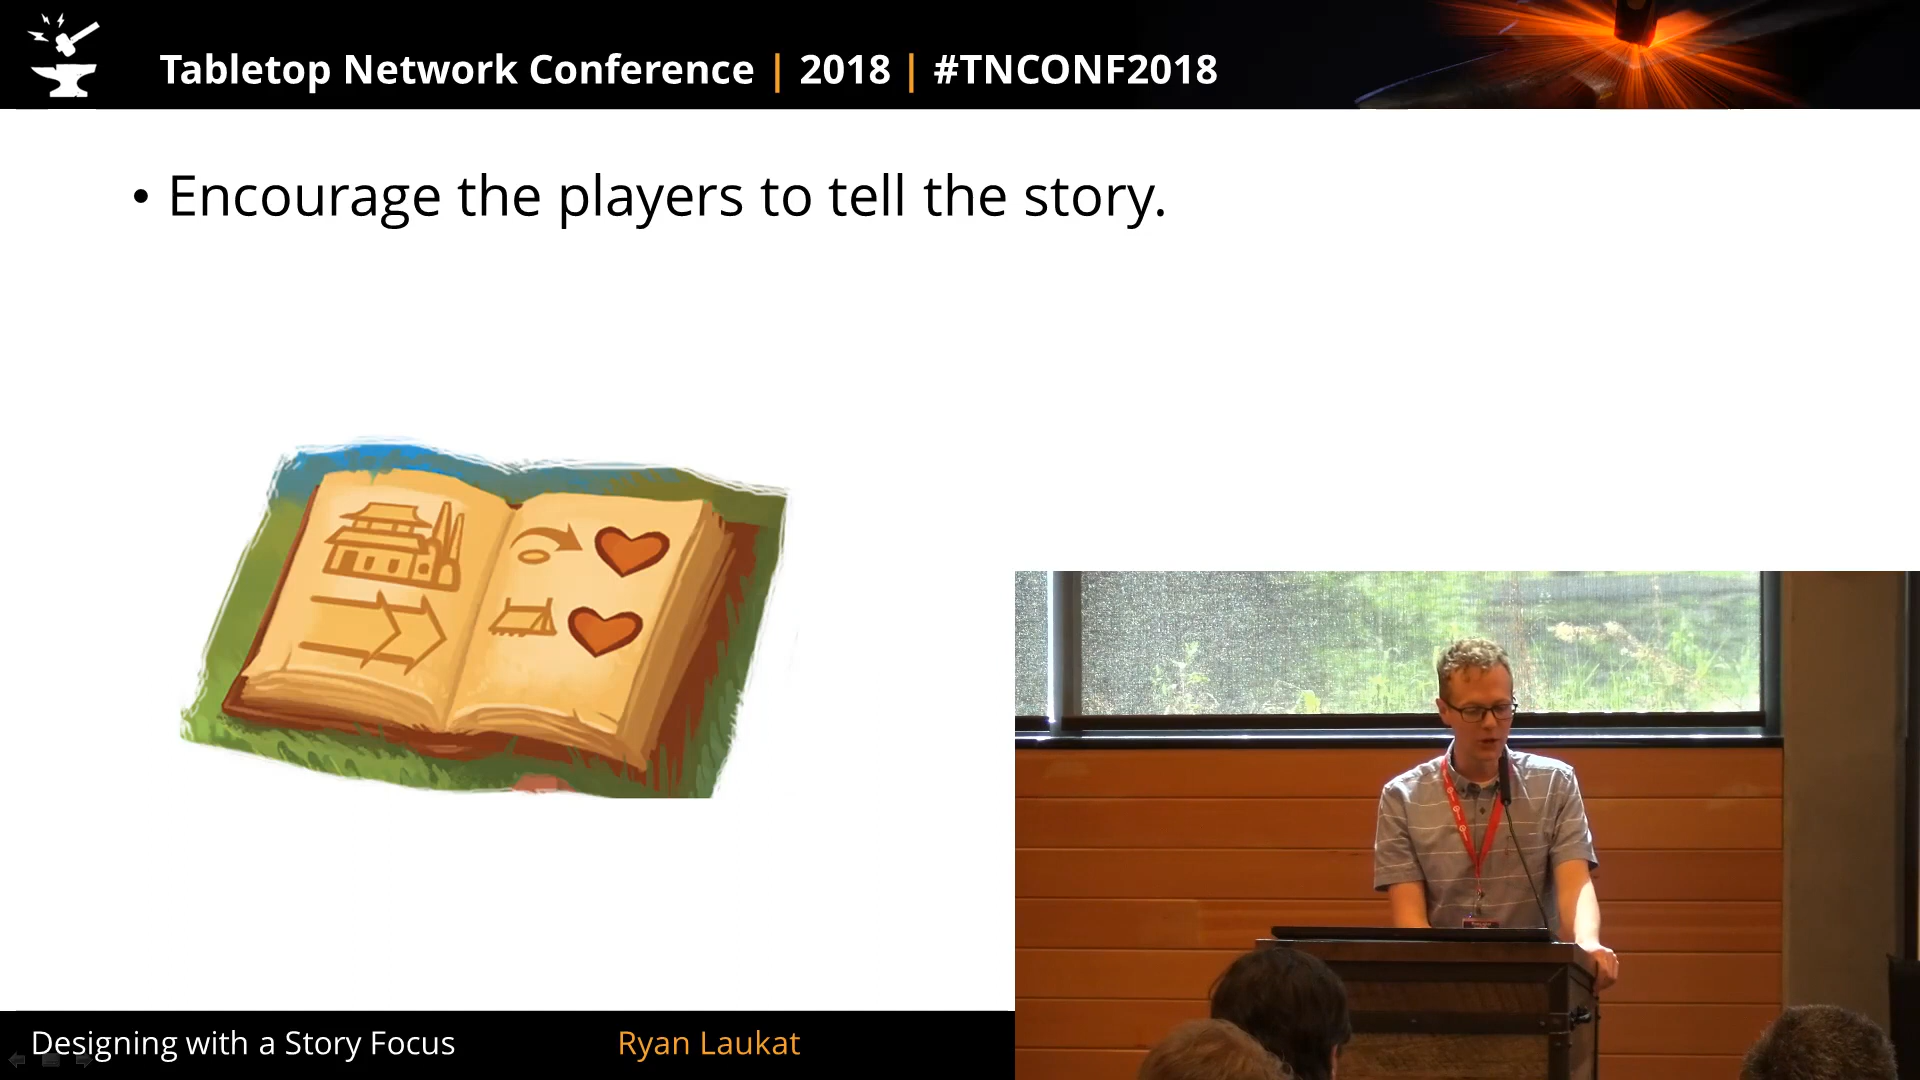 Tabletop Network Conference | 2018 | #TNCONF2018
• Encourage the players to tell the story.
Designing with a Story Focus
Ryan Laukat